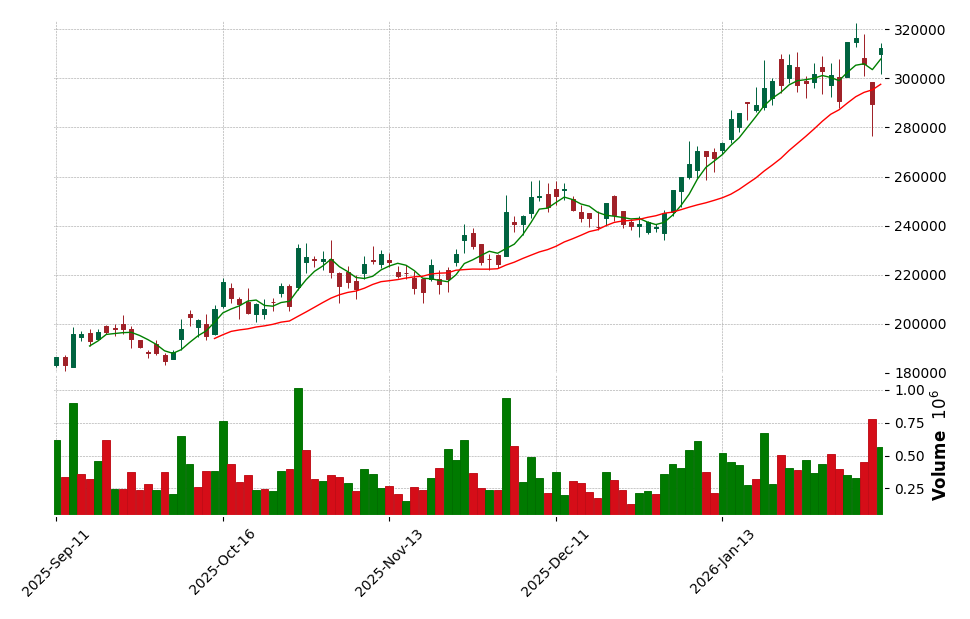 320000
300000
280000
260000
240000
220000
200000
180000
1.00
0.75
0.50
0.25
Volume 10^6
2025-Sep-11
2025-Oct-16
2025-Nov-13
2025-Dec-11
2026-Jan-13